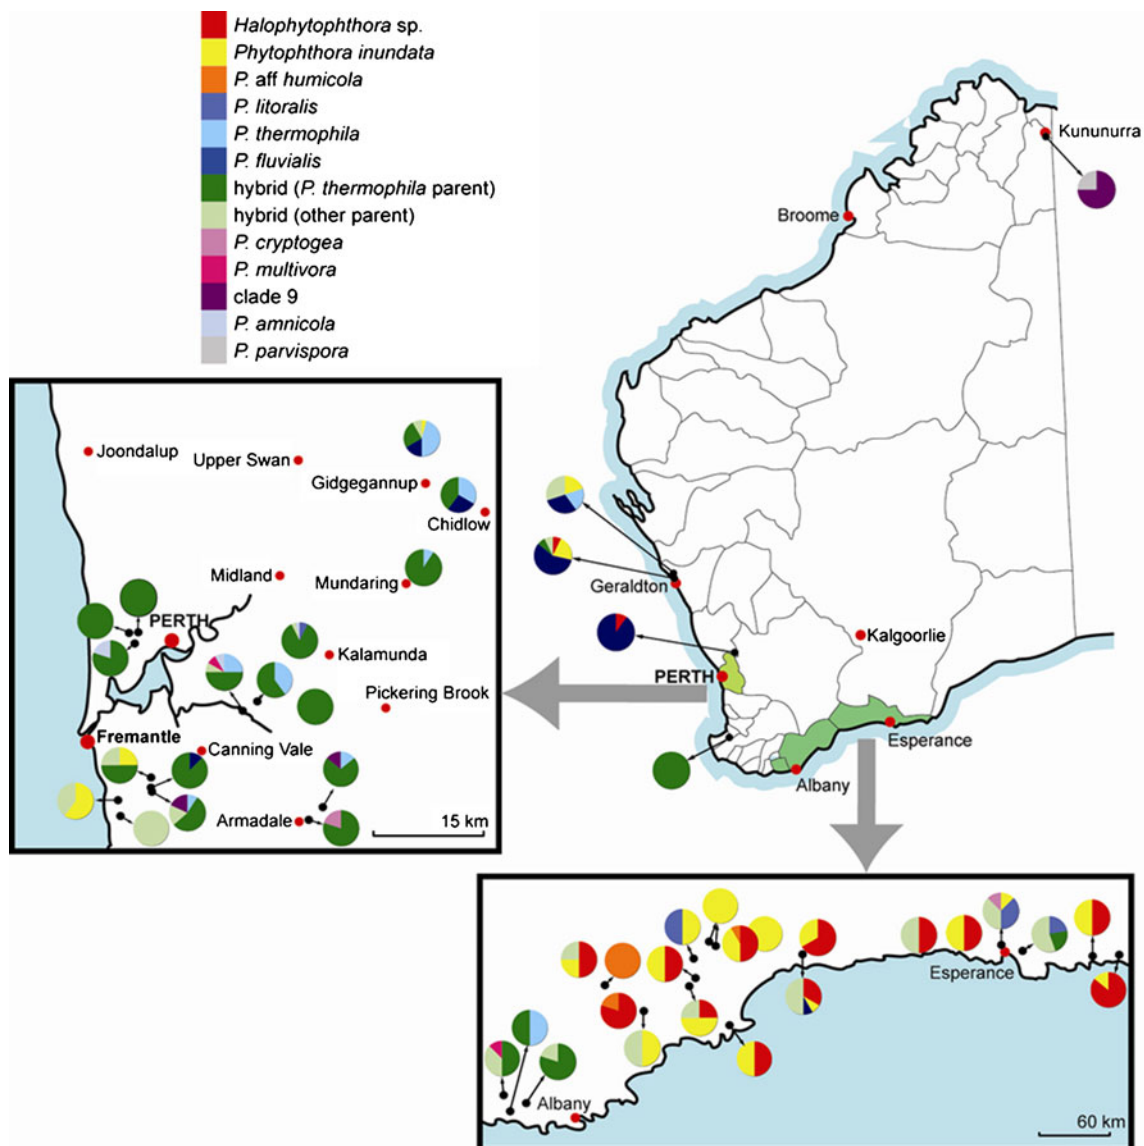 Halophytophthora sp.
Phytophthora inundata
P. aff humicola
P. litoralis
P. thermophila
P. fluvialis
hybrid (P. thermophila parent)
hybrid (other parent)
P. cryptogea
P. multivora
clade 9
P. amnicola
P. parvispora
Kununurra
Broome
Geraldton
Kalgoorlie
PERTH
Esperance
Albany
Joondalup
Upper Swan
Gidgegannup
Chidlow
Midland
Mundaring
PERTH
Kalamunda
Pickering Brook
Fremantle
Canning Vale
Armadale
15 km
Esperance
Albany
60 km